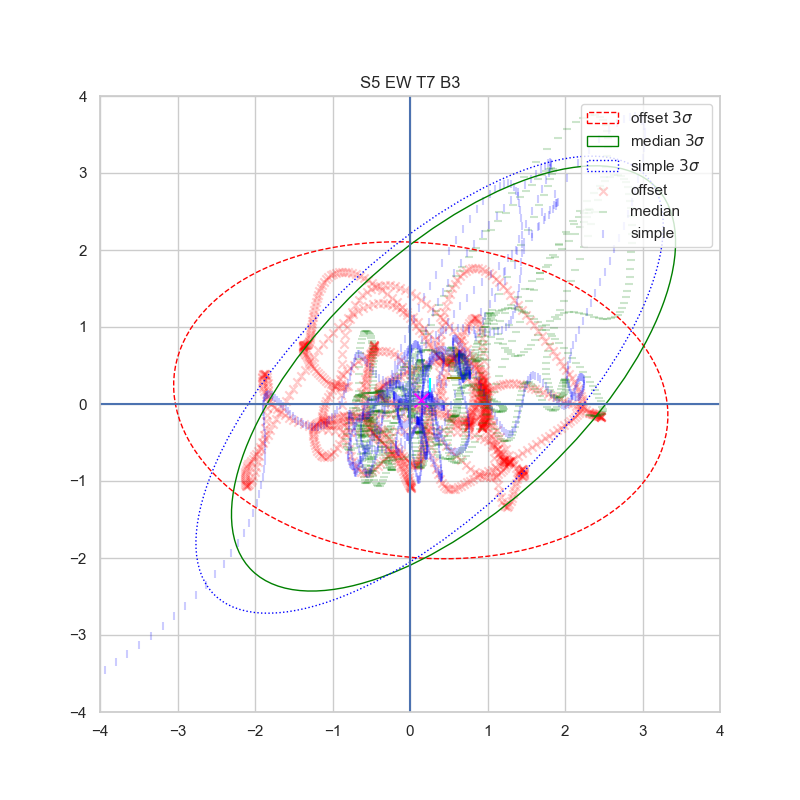 S5 EW T7 B3
offset 3σ
median 3σ
simple 3σ
offset
median
simple
4
3
2
1
0
−1
−2
−3
−4
−4 −3 −2 −1 0 1 2 3 4